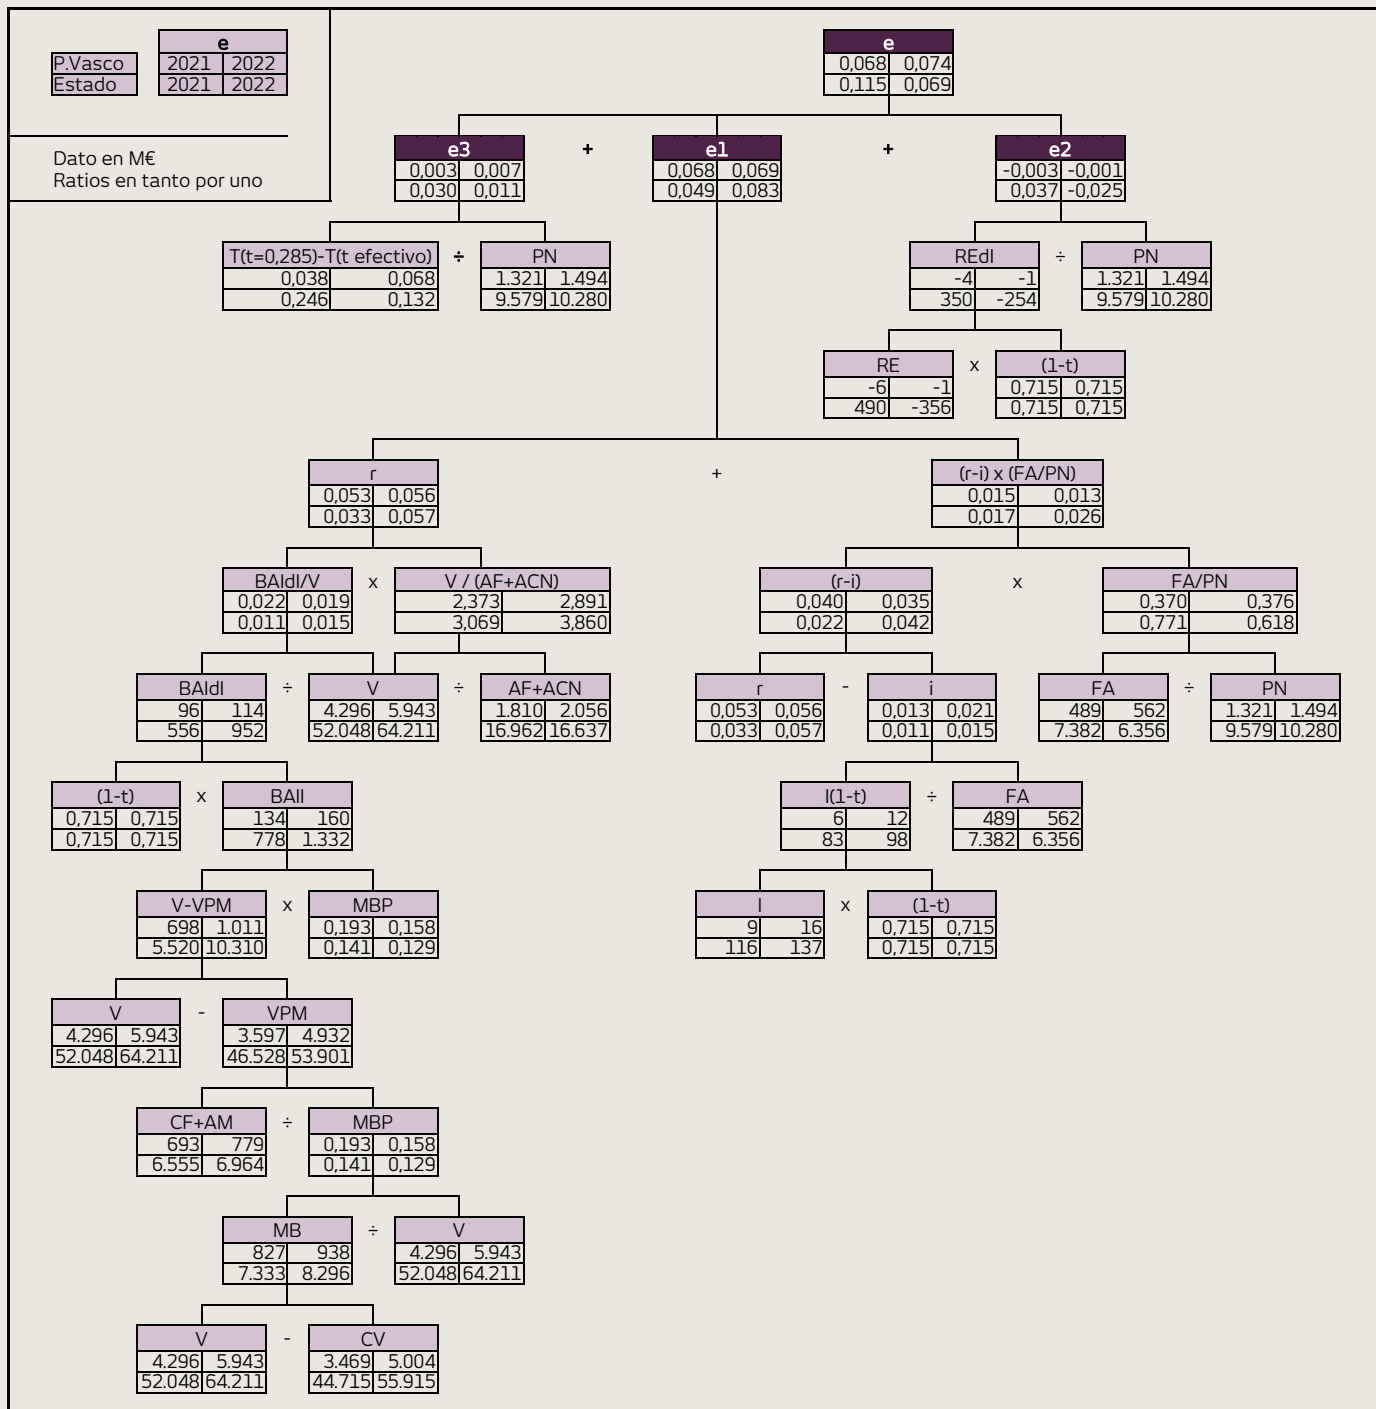 e
P.Vasco 2021 2022
Estado 2021 2022
Dato en M€
Ratios en tanto por uno
e
0,068 0,074
0,115 0,069
e3 + e1 + e2
0,003 0,007 0,068 0,069 -0,003 -0,001
0,030 0,011 0,049 0,083 0,037 -0,025
T(t=0,285)-T(t efectivo) ÷ PN REdI ÷ PN
0,038 0,068 1.321 1.494 -4 -1 1.321 1.494
0,246 0,132 9.579 10.280 350 -254 9.579 10.280
RE x (1-t)
-6 -1 0,715 0,715
490 -356 0,715 0,715
r + (r-i) x (FA/PN)
0,053 0,056 0,015 0,013
0,033 0,057 0,017 0,026
BAIdI/V x V / (AF+ACN) (r-i) x FA/PN
0,022 0,019 2,373 2,891 0,040 0,035 0,370 0,376
0,011 0,015 3,069 3,860 0,022 0,042 0,771 0,618
BAIdI ÷ V ÷ AF+ACN r - i FA ÷ PN
96 114 4.296 5.943 1.810 2.056 0,053 0,056 0,013 0,021 489 562 1.321 1.494
556 952 52.048 64.211 16.962 16.637 0,033 0,057 0,011 0,015 7.382 6.356 9.579 10.280
(1-t) x BAII I(1-t) ÷ FA
0,715 0,715 134 160 6 12 489 562
0,715 0,715 778 1.332 83 98 7.382 6.356
V-VPM x MBP I x (1-t)
698 1.011 0,193 0,158 9 16 0,715 0,715
5.520 10.310 0,141 0,129 116 137 0,715 0,715
V - VPM
4.296 5.943 3.597 4.932
52.048 64.211 46.528 53.901
CF+AM ÷ MBP
693 779 0,193 0,158
6.555 6.964 0,141 0,129
MB ÷ V
827 938 4.296 5.943
7.333 8.296 52.048 64.211
V - CV
4.296 5.943 3.469 5.004
52.048 64.211 44.715 55.915